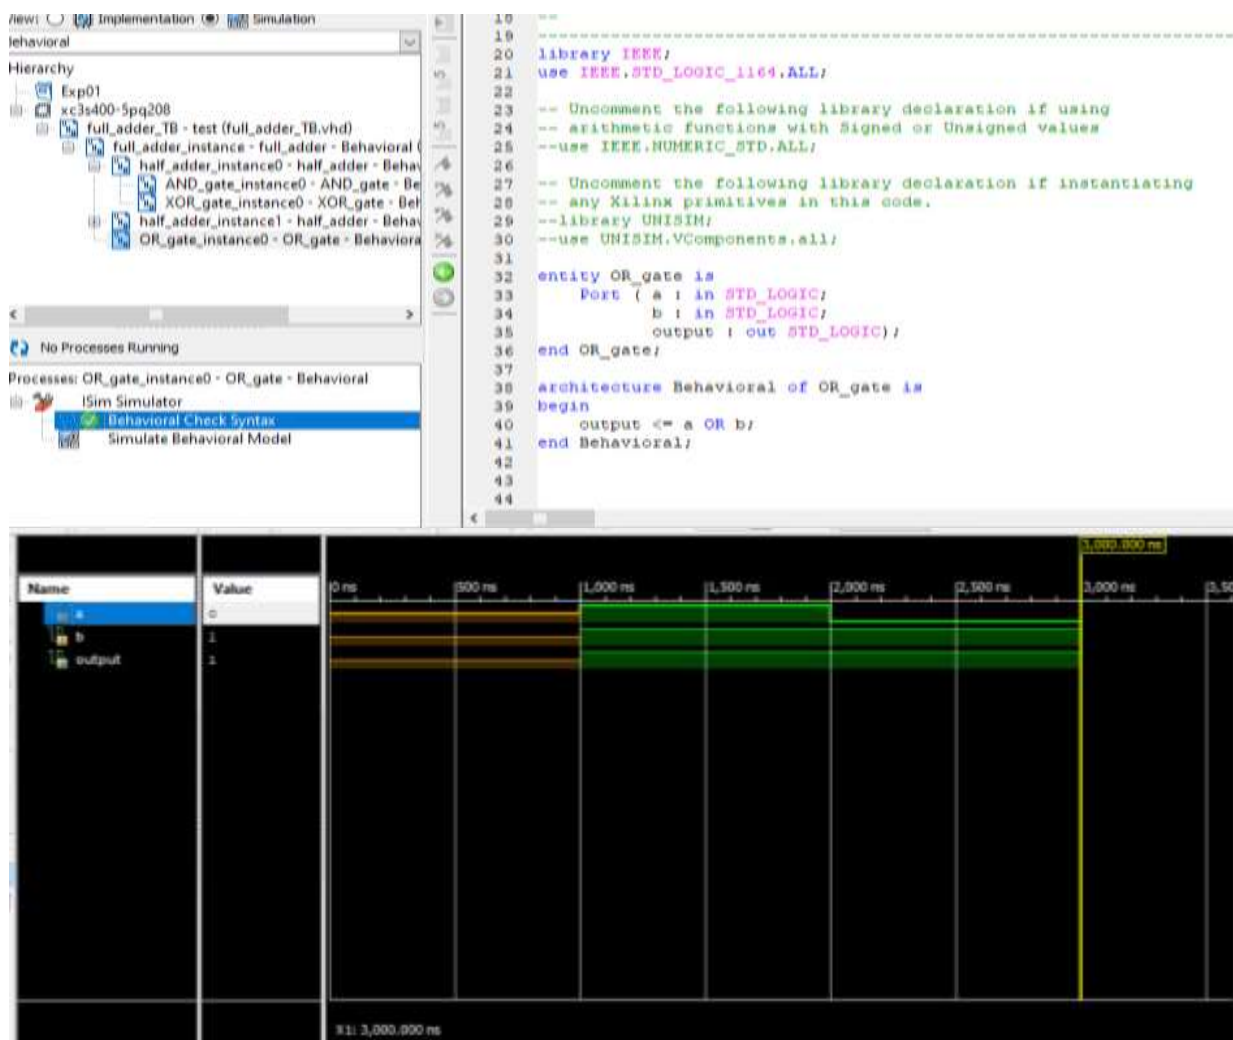 View: Implementation Simulation
Behavioral
Hierarchy
Exp01
xc3s400-5pq208
full_adder_TB - test (full_adder_TB.vhd)
full_adder_instance - full_adder - Behavioral (
half_adder_instance0 - half_adder - Behav
AND_gate_instance0 - AND_gate - Be
XOR_gate_instance0 - XOR_gate - Beh
half_adder_instance1 - half_adder - Behav
OR_gate_instance0 - OR_gate - Behaviora
No Processes Running
Processes: OR_gate_instance0 - OR_gate - Behavioral
ISim Simulator
Behavioral Check Syntax
Simulate Behavioral Model
18 --
19 --------------------------------------------------------------------------------
20 library IEEE;
21 use IEEE.STD_LOGIC_1164.ALL;
22
23 -- Uncomment the following library declaration if using
24 -- arithmetic functions with Signed or Unsigned values
25 --use IEEE.NUMERIC_STD.ALL;
26
27 -- Uncomment the following library declaration if instantiating
28 -- any Xilinx primitives in this code.
29 --library UNISIM;
30 --use UNISIM.VComponents.all;
31
32 entity OR_gate is
33 Port ( a : in STD_LOGIC;
34 b : in STD_LOGIC;
35 output : out STD_LOGIC);
36 end OR_gate;
37
38 architecture Behavioral of OR_gate is
39 begin
40 output <= a OR b;
41 end Behavioral;
42
43
44
3,000.000 ns
Name Value 0 ns 500 ns 1,000 ns 1,500 ns 2,000 ns 2,500 ns 3,000 ns 3,50
a 0
b 1
output 1
X1: 3,000.000 ns